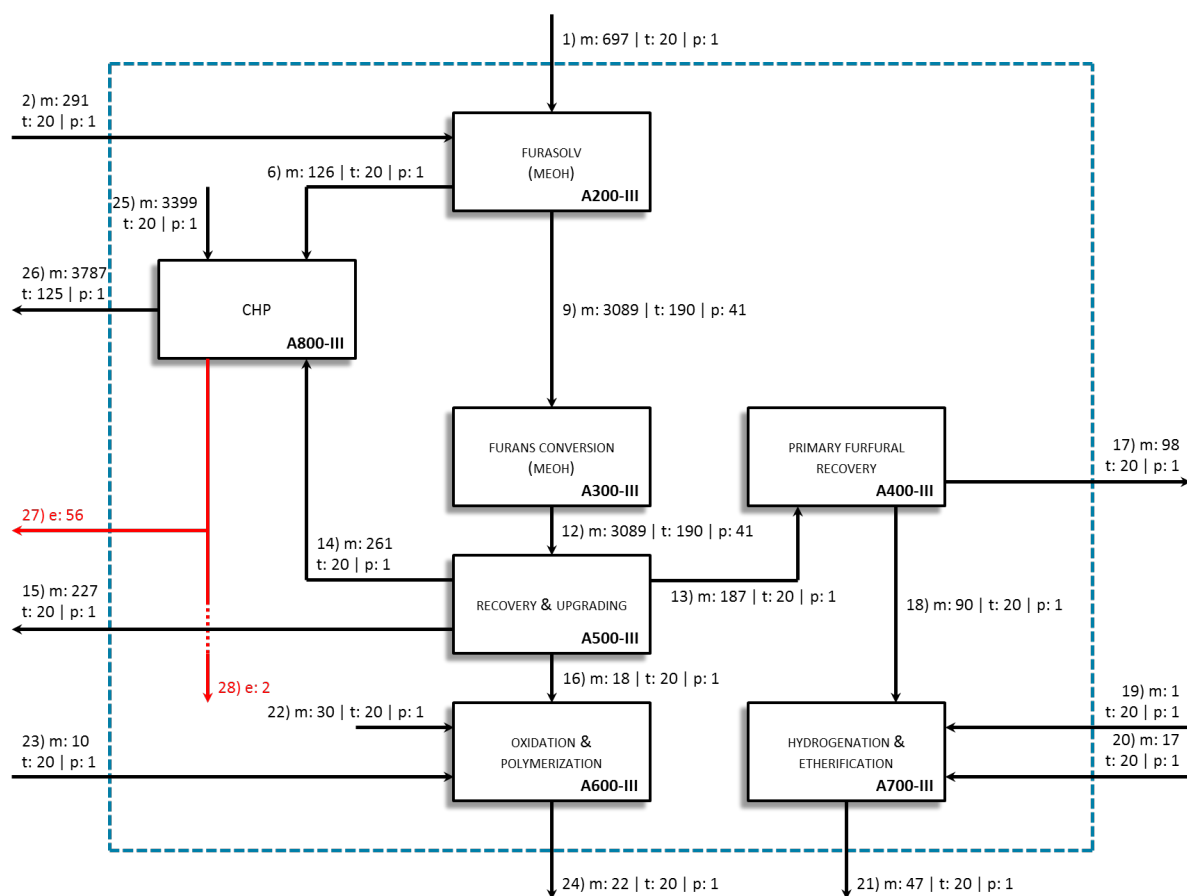 1) m: 697 | t: 20 | p: 1
2) m: 291
t: 20 | p: 1
FURASOLV
(MEOH)
A200-III
6) m: 126 | t: 20 | p: 1
25) m: 3399
t: 20 | p: 1
26) m: 3787
t: 125 | p: 1
CHP
A800-III
9) m: 3089 | t: 190 | p: 41
FURANS CONVERSION
(MEOH)
A300-III
PRIMARY FURFURAL
RECOVERY
A400-III
17) m: 98
t: 20 | p: 1
27) e: 56
12) m: 3089 | t: 190 | p: 41
14) m: 261
t: 20 | p: 1
15) m: 227
t: 20 | p: 1
RECOVERY & UPGRADING
A500-III
13) m: 187 | t: 20 | p: 1
18) m: 90 | t: 20 | p: 1
16) m: 18 | t: 20 | p: 1
28) e: 2
22) m: 30 | t: 20 | p: 1
19) m: 1
t: 20 | p: 1
23) m: 10
t: 20 | p: 1
OXIDATION &
POLYMERIZATION
A600-III
HYDROGENATION &
ETHERIFICATION
A700-III
20) m: 17
t: 20 | p: 1
24) m: 22 | t: 20 | p: 1
21) m: 47 | t: 20 | p: 1